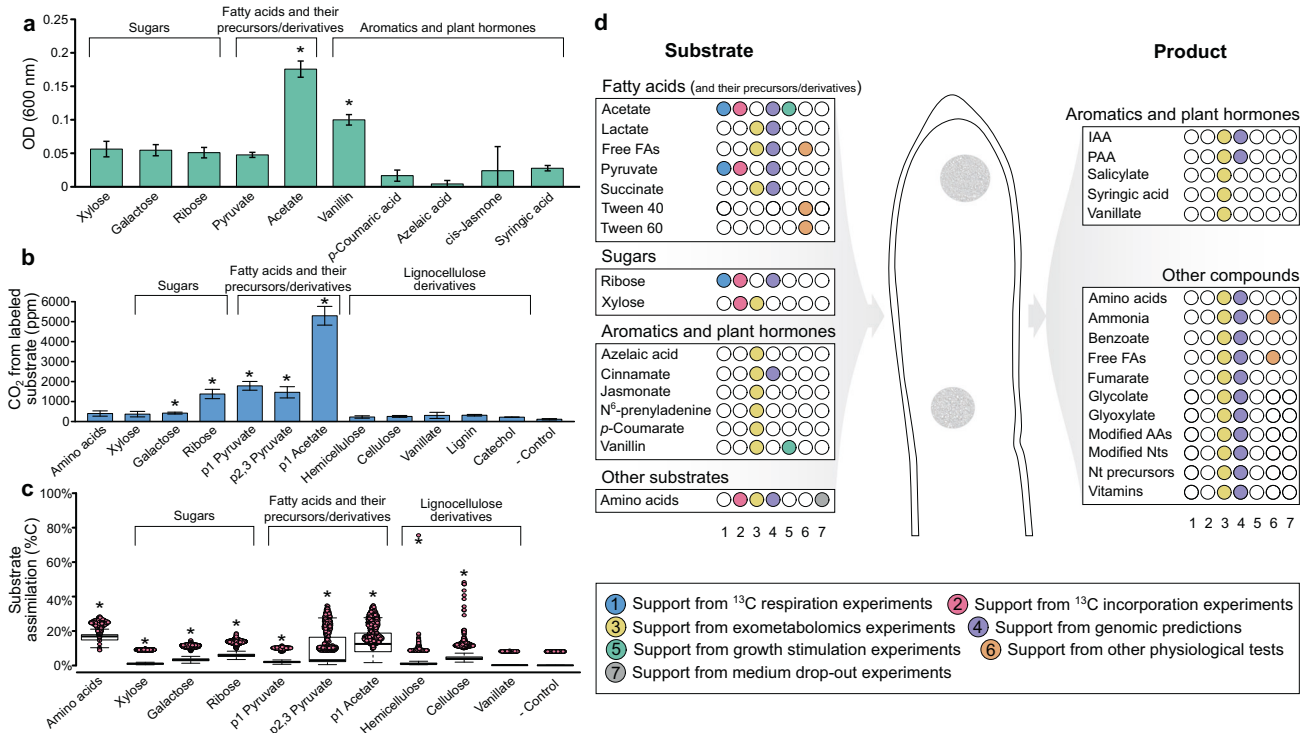 a
Fatty acids and their
precursors/derivatives
Sugars
Aromatics and plant hormones
OD (600 nm)
0.25
0.2
0.15
0.1
0.05
0
*
*
Xylose
Galactose
Ribose
Pyruvate
Acetate
Vanillin
p-Coumaric acid
Azelaic acid
cis-Jasmone
Syringic acid
b
Fatty acids and their
precursors/derivatives
Sugars
Lignocellulose
derivatives
CO2 from labeled
substrate (ppm)
6000
5000
4000
3000
2000
1000
0
* * * * *
Amino acids
Xylose
Galactose
Ribose
p1 Pyruvate
p2,3 Pyruvate
p1 Acetate
Hemicellulose
Cellulose
Vanillate
Lignin
Catechol
- Control
c
Fatty acids and their
precursors/derivatives
Sugars
Lignocellulose
derivatives
Substrate
assimilation (%C)
100%
80%
60%
40%
20%
0%
* * * * * * * * *
Amino acids
Xylose
Galactose
Ribose
p1 Pyruvate
p2,3 Pyruvate
p1 Acetate
Hemicellulose
Cellulose
Vanillate
- Control
d
Substrate
Fatty acids (and their precursors/derivatives)
Acetate
Lactate
Free FAs
Pyruvate
Succinate
Tween 40
Tween 60
Sugars
Ribose
Xylose
Aromatics and plant hormones
Azelaic acid
Cinnamate
Jasmonate
N6-prenyladenine
p-Coumarate
Vanillin
Other substrates
Amino acids
1 2 3 4 5 6 7
Product
Aromatics and plant hormones
IAA
PAA
Salicylate
Syringic acid
Vanillate
Other compounds
Amino acids
Ammonia
Benzoate
Free FAs
Fumarate
Glycolate
Glyoxylate
Modified AAs
Modified Nts
Nt precursors
Vitamins
1 2 3 4 5 6 7
1 Support from 13C respiration experiments
2 Support from 13C incorporation experiments
3 Support from exometabolomics experiments
4 Support from genomic predictions
5 Support from growth stimulation experiments
6 Support from other physiological tests
7 Support from medium drop-out experiments